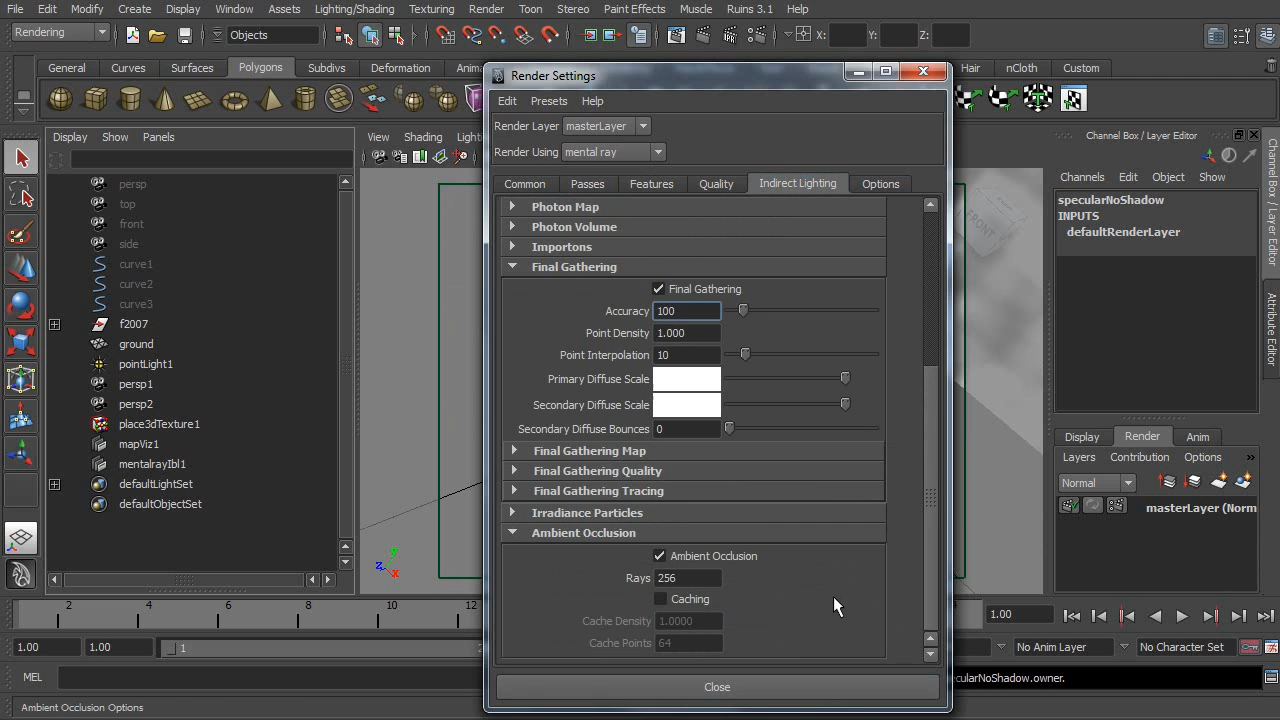 File Edit Modify Create Display Window Assets Lighting/Shading Texturing Render Toon Stereo Paint Effects Muscle Ruins 3.1 Help
Rendering Objects X: Y: Z:
General Curves Surfaces Polygons Subdivs Deformation Hair nCloth Custom
Render Settings
Edit Presets Help
Render Layer masterLayer
Render Using mental ray
Common Passes Features Quality Indirect Lighting Options
Photon Map
Photon Volume
Importons
Final Gathering
Final Gathering
Accuracy 100
Point Density 1.000
Point Interpolation 10
Primary Diffuse Scale
Secondary Diffuse Scale
Secondary Diffuse Bounces 0
Final Gathering Map
Final Gathering Quality
Final Gathering Tracing
Irradiance Particles
Ambient Occlusion
Ambient Occlusion
Rays 256
Caching
Cache Density 1.0000
Cache Points 64
Close
Display Show Panels
persp
top
front
side
curve1
curve2
curve3
f2007
ground
pointLight1
persp1
persp2
place3dTexture1
mapViz1
mentalrayIbl1
defaultLightSet
defaultObjectSet
View Shading
FRONT
y
z
x
Channel Box / Layer Editor
Channels Edit Object Show
specularNoShadow
INPUTS
defaultRenderLayer
Channel Box / Layer Editor
Attribute Editor
Display Render Anim
Layers Contribution Options
Normal
masterLayer (Norm
2 4 6 8 10 12
1.00
1.00 1.00 1
No Anim Layer No Character Set
MEL
ecularNoShadow.owner.
Ambient Occlusion Options